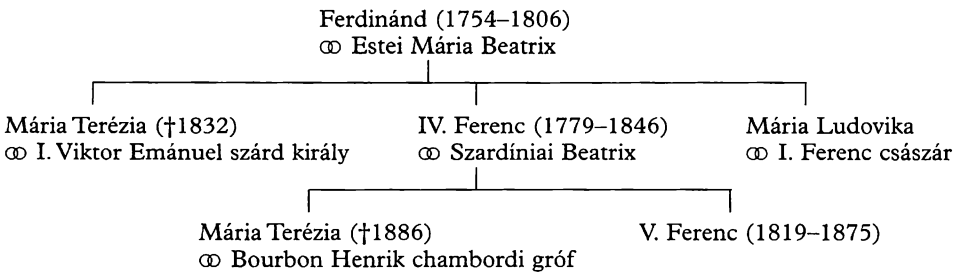 Ferdinánd (1754–1806)
⚭ Estei Mária Beatrix
Mária Terézia (†1832)
⚭ I. Viktor Emánuel szárd király
IV. Ferenc (1779–1846)
⚭ Szardíniai Beatrix
Mária Ludovika
⚭ I. Ferenc császár
Mária Terézia (†1886)
⚭ Bourbon Henrik chambordi gróf
V. Ferenc (1819–1875)